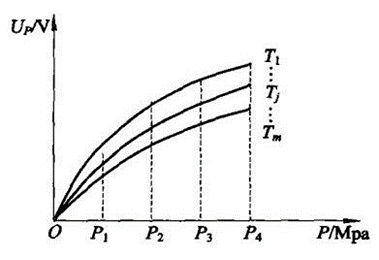 U_P/V
T_1
⋮
T_j
⋮
T_m
O P_1 P_2 P_3 P_4 P/Mpa